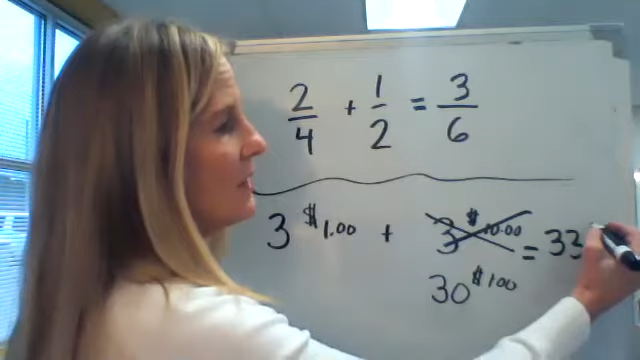 2/4 + 1/2 = 3/6
3 $1.00 + 3 $10.00 = 33
30 $1.00